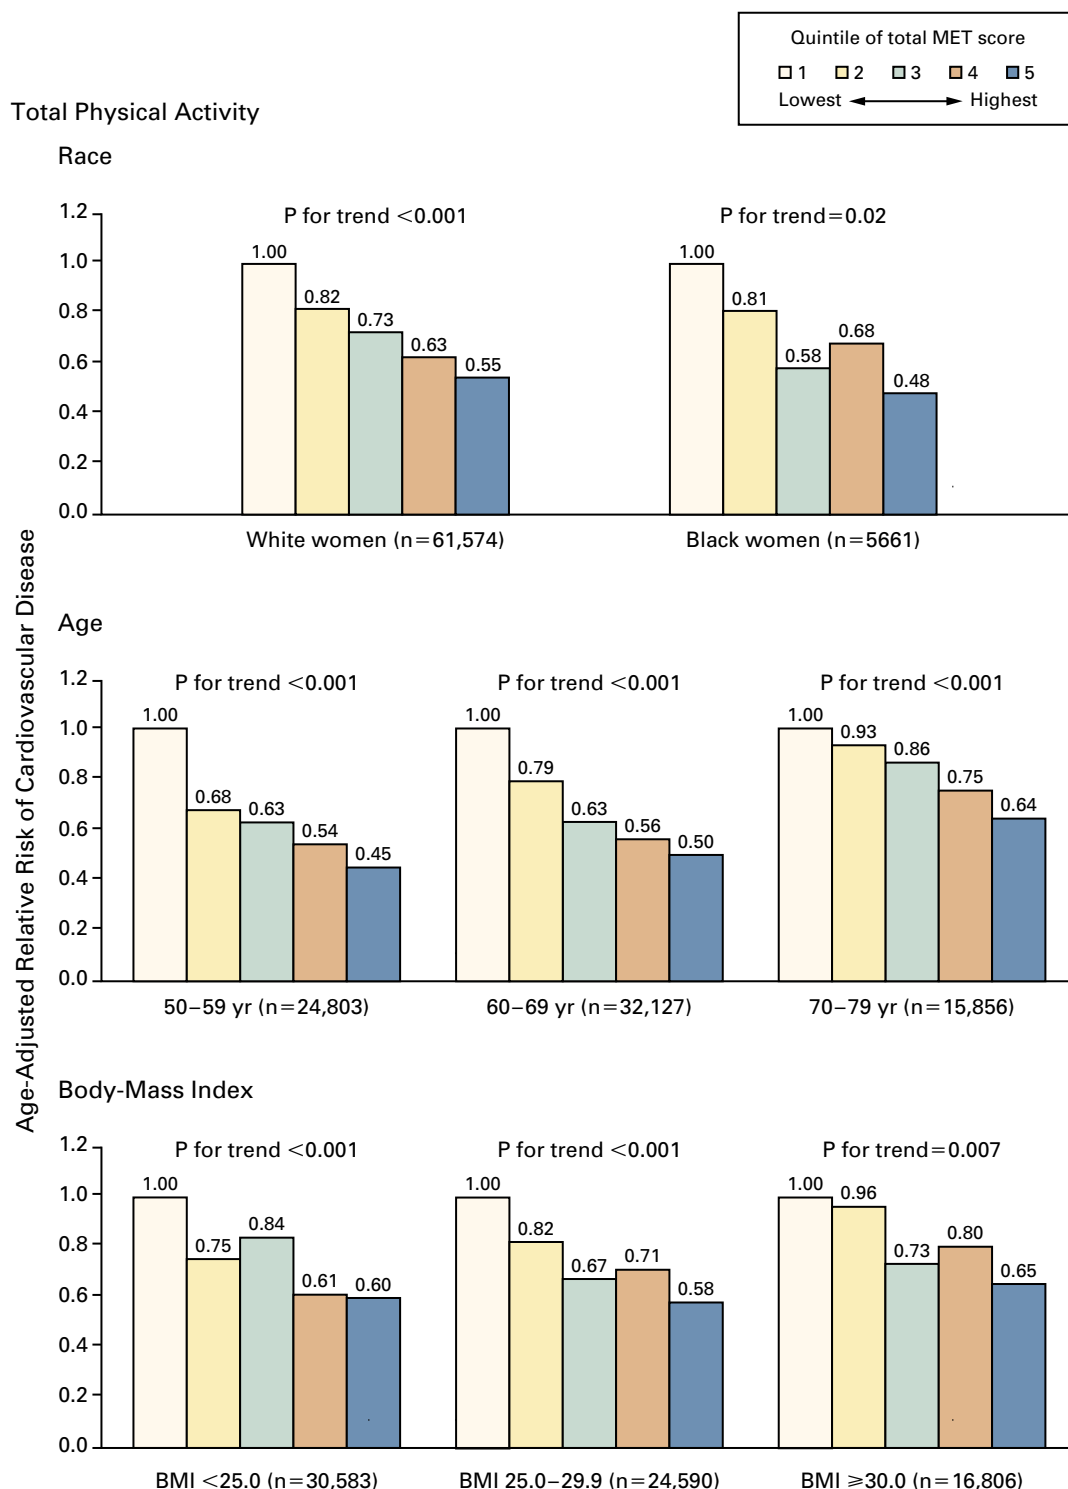 Quintile of total MET score
1 2 3 4 5
Lowest Highest
Total Physical Activity
Race
Age-Adjusted Relative Risk of Cardiovascular Disease
1.2
1.0
0.8
0.6
0.4
0.2
0.0
P for trend <0.001
1.00
0.82
0.73
0.63
0.55
White women (n=61,574)
P for trend=0.02
1.00
0.81
0.58
0.68
0.48
Black women (n=5661)
Age
1.2
1.0
0.8
0.6
0.4
0.2
0.0
P for trend <0.001
1.00
0.68
0.63
0.54
0.45
50–59 yr (n=24,803)
P for trend <0.001
1.00
0.79
0.63
0.56
0.50
60–69 yr (n=32,127)
P for trend <0.001
1.00
0.93
0.86
0.75
0.64
70–79 yr (n=15,856)
Body-Mass Index
1.2
1.0
0.8
0.6
0.4
0.2
0.0
P for trend <0.001
1.00
0.75
0.84
0.61
0.60
BMI <25.0 (n=30,583)
P for trend <0.001
1.00
0.82
0.67
0.71
0.58
BMI 25.0–29.9 (n=24,590)
P for trend=0.007
1.00
0.96
0.73
0.80
0.65
BMI ⩾30.0 (n=16,806)